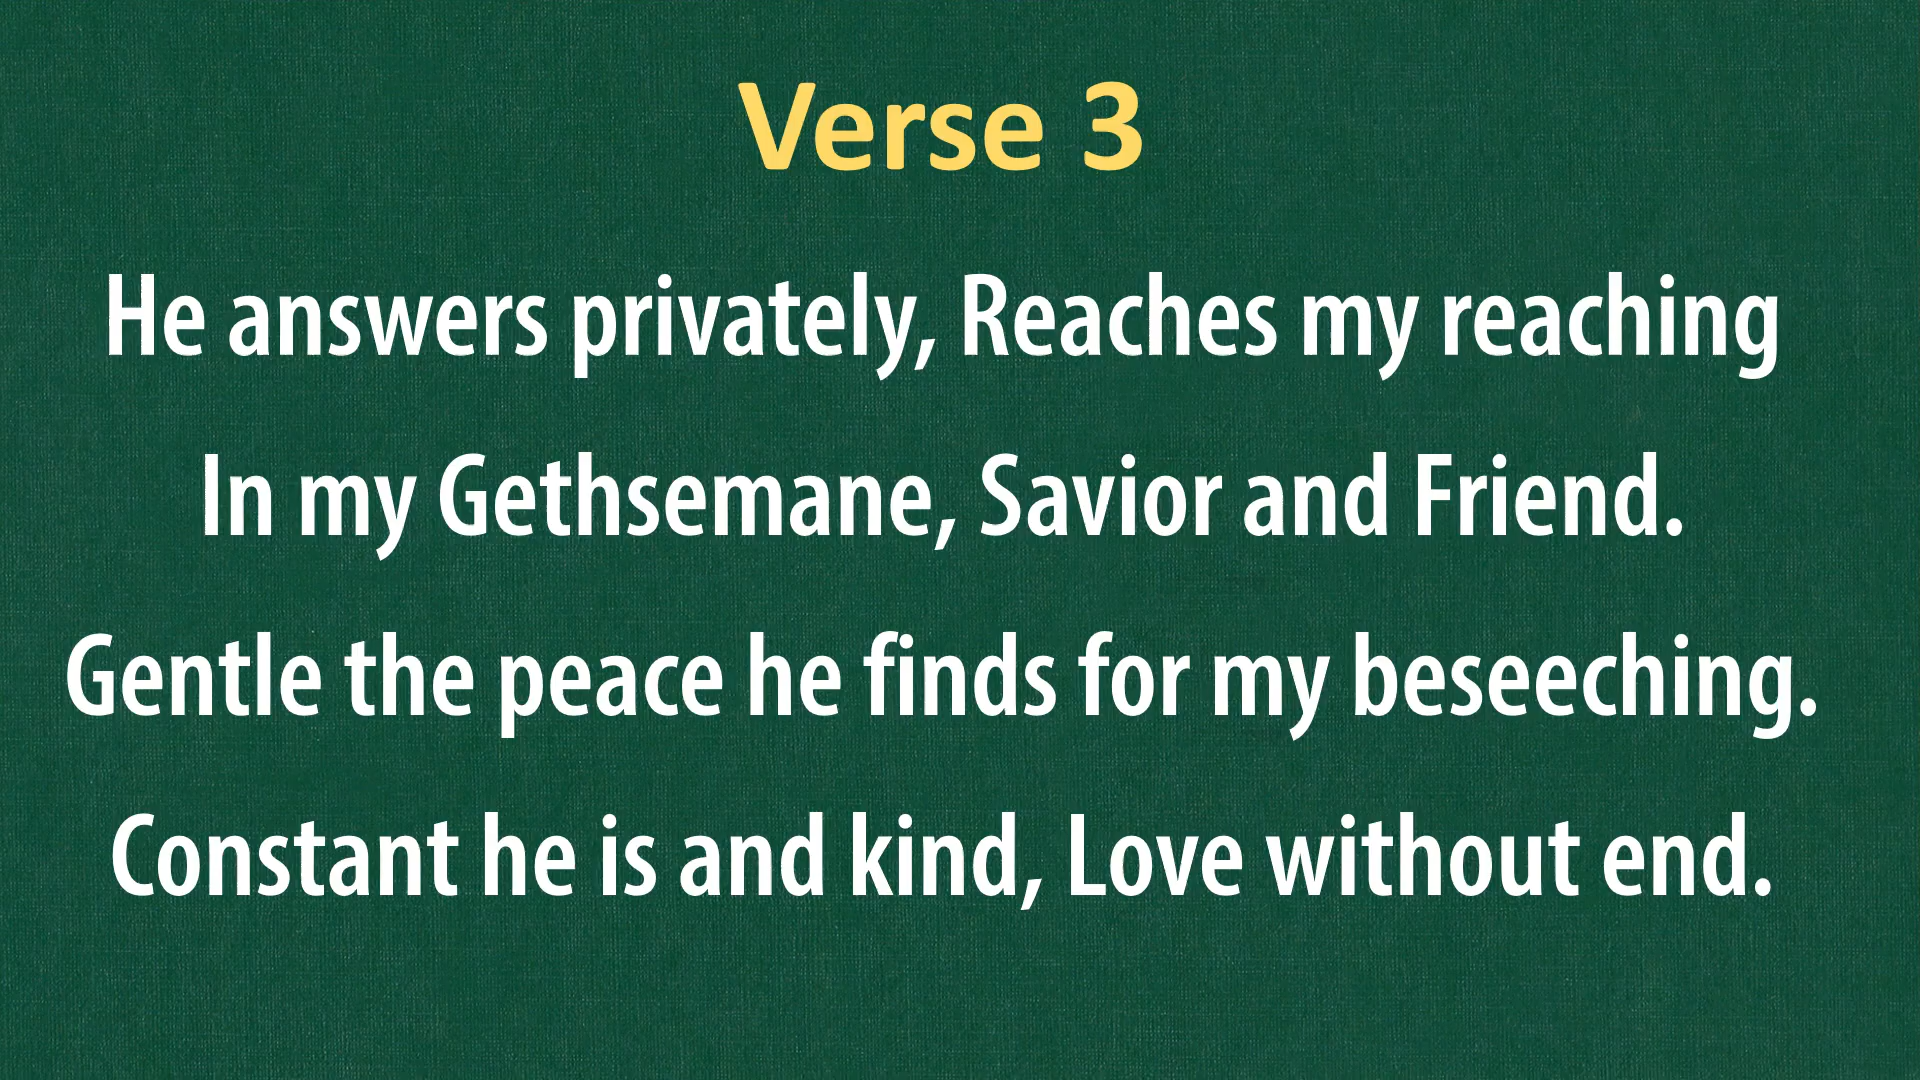 Verse 3
He answers privately, Reaches my reaching
In my Gethsemane, Savior and Friend.
Gentle the peace he finds for my beseeching.
Constant he is and kind, Love without end.